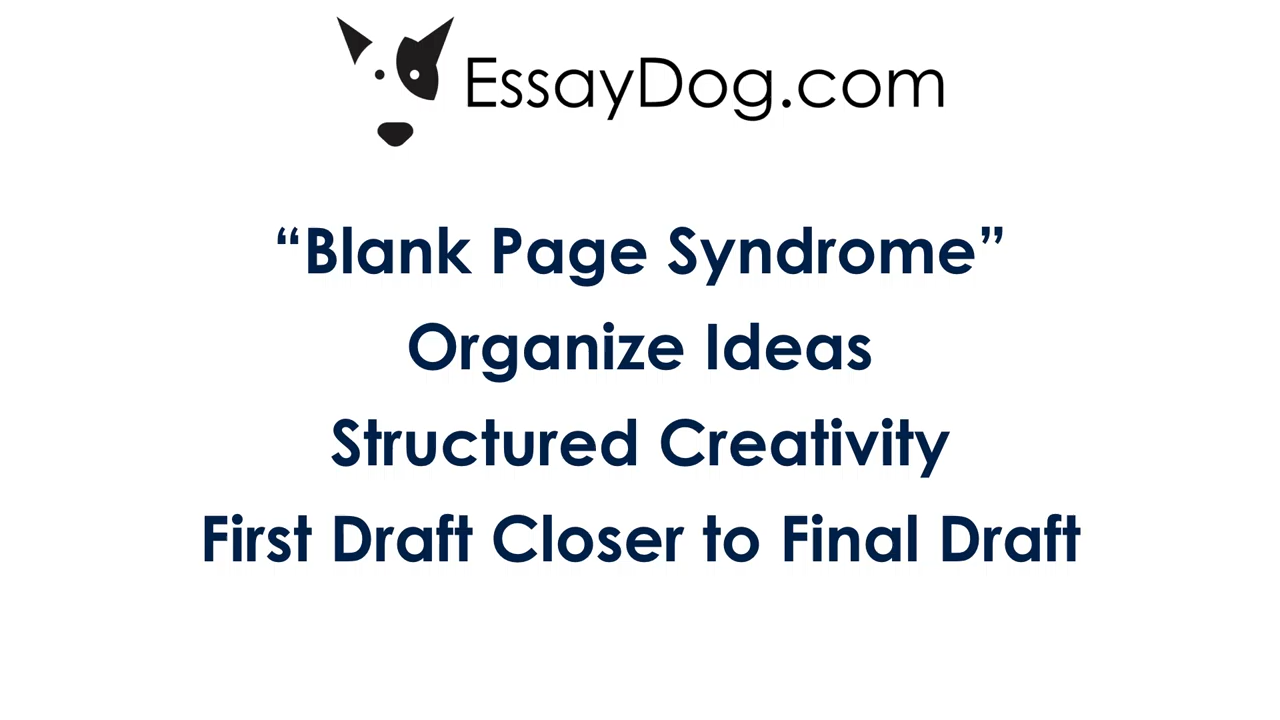 EssayDog.com
“Blank Page Syndrome”
Organize Ideas
Structured Creativity
First Draft Closer to Final Draft